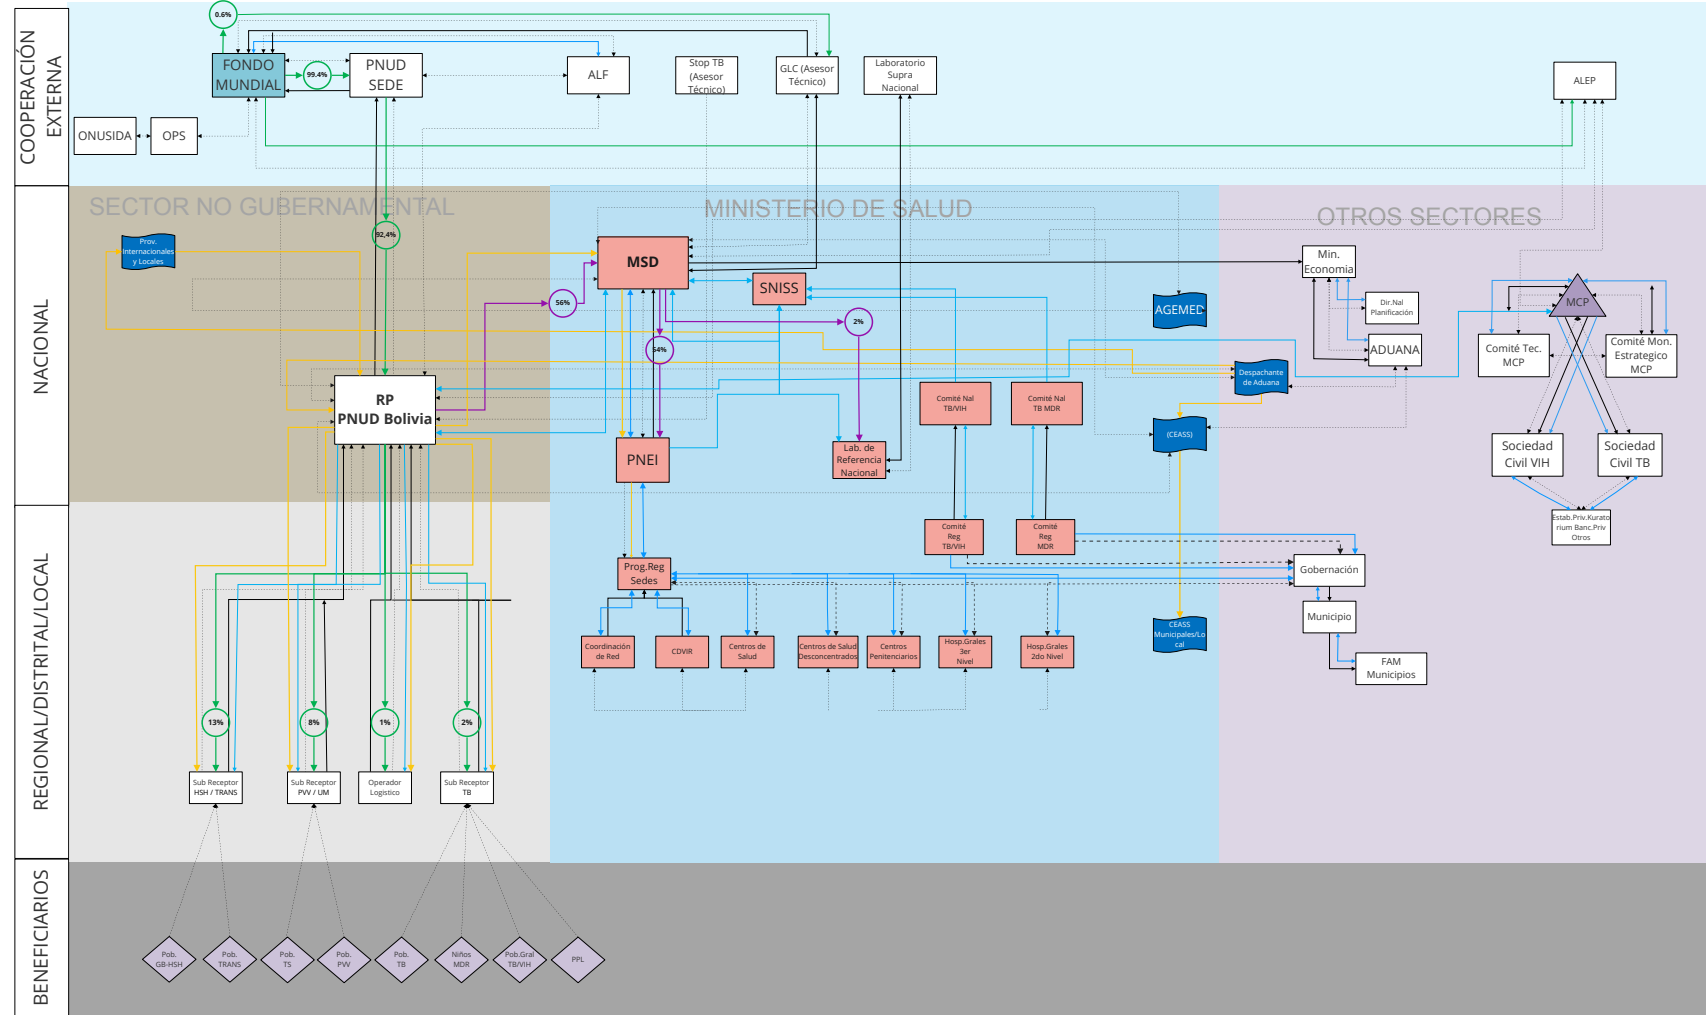 COOPERACIÓN
EXTERNA
0.6%
FONDO
MUNDIAL
99.4%
PNUD
SEDE
ALF
Stop TB
(Asesor
Técnico)
GLC (Asesor
Técnico)
Laboratorio
Supra
Nacional
ALEP
ONUSIDA
OPS
NACIONAL
SECTOR NO GUBERNAMENTAL
MINISTERIO DE SALUD
OTROS SECTORES
Prov.
Internacionales
y Locales
92,4%
MSD
SNISS
56%
2%
54%
AGEMED
Min.
Economia
Dir.Nal
Planificación
ADUANA
MCP
Comité Tec.
MCP
Comité Mon.
Estrategico
MCP
RP
PNUD Bolivia
Despachante
de Aduana
Comité Nal
TB/VIH
Comité Nal
TB MDR
(CEASS)
PNEI
Lab. de
Referencia
Nacional
Sociedad
Civil VIH
Sociedad
Civil TB
Estab.Priv.Kurato
rium Banc.Priv
Otros
REGIONAL/DISTRITAL/LOCAL
Comité
Reg
TB/VIH
Comité
Reg
MDR
Prog.Reg
Sedes
Gobernación
Municipio
FAM
Municipios
Coordinación
de Red
CDVIR
Centros de
Salud
Centros de Salud
Desconcentrados
Centros
Penitenciarios
Hosp.Grales
3er
Nivel
Hosp.Grales
2do Nivel
CEASS
Municipales/Lo
cal
13%
8%
1%
2%
Sub Receptor
HSH / TRANS
Sub Receptor
PVV / UM
Operador
Logistico
Sub Receptor
TB
BENEFICIARIOS
Pob.
GB-HSH
Pob.
TRANS
Pob.
TS
Pob.
PVV
Pob.
TB
Niños
MDR
Pob.Gral
TB/VIH
PPL